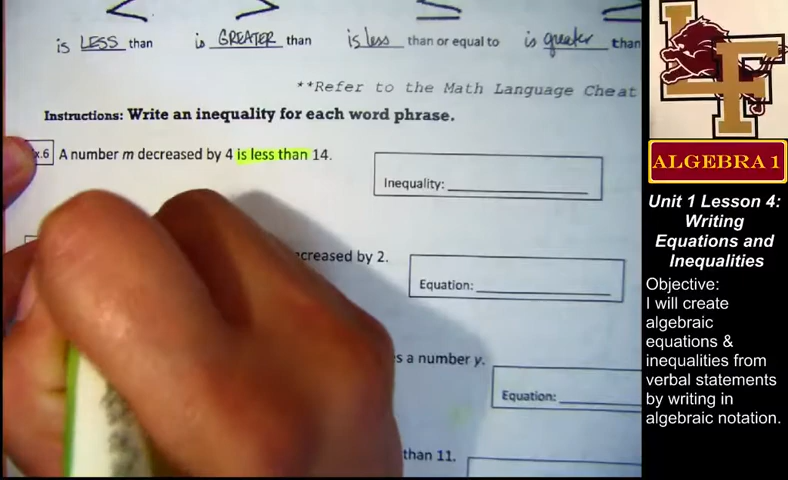 is LESS than
is GREATER than
is less than or equal to
is greater than
**Refer to the Math Language Cheat
Instructions: Write an inequality for each word phrase.
x.6 A number m decreased by 4 is less than 14.
Inequality:
creased by 2.
Equation:
s a number y.
Equation:
than 11.
LF
ALGEBRA 1
Unit 1 Lesson 4:
Writing
Equations and
Inequalities
Objective:
I will create
algebraic
equations &
inequalities from
verbal statements
by writing in
algebraic notation.